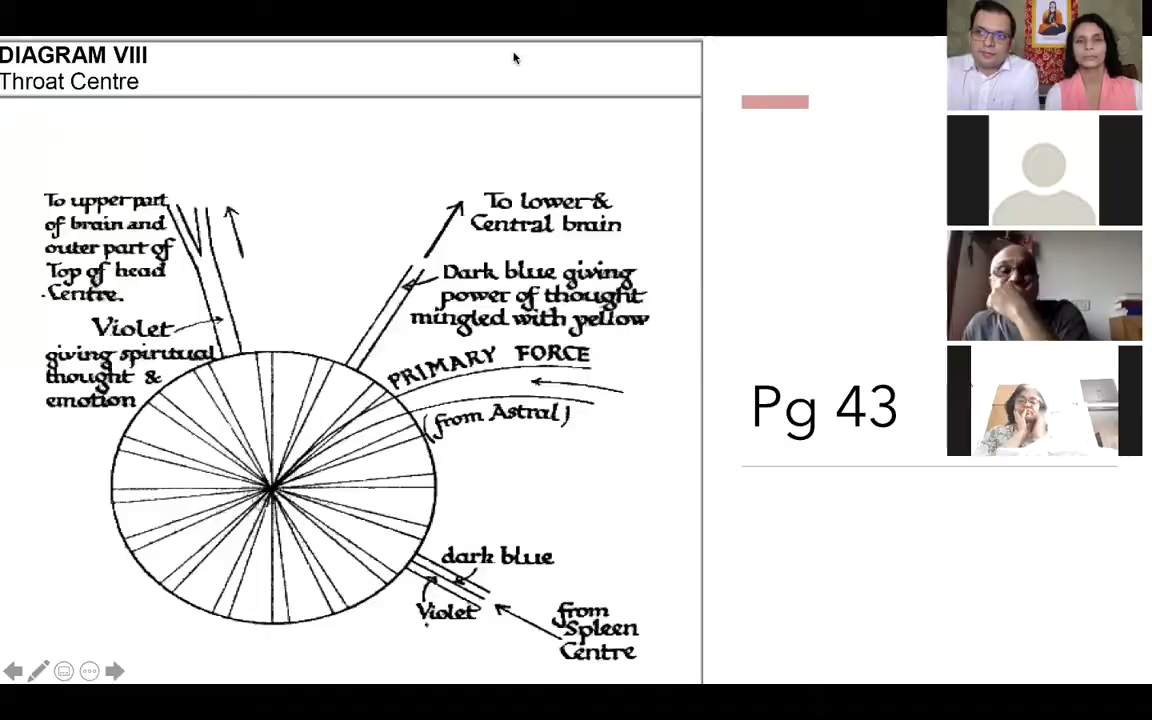 DIAGRAM VIII
Throat Centre
To upper part
of brain and
outer part of
Top of head
Centre.
Violet
giving spiritual
thought &
emotion
To lower &
Central brain
Dark blue giving
power of thought
mingled with yellow
PRIMARY FORCE
(from Astral)
dark blue
Violet
from
Spleen
Centre
Pg 43